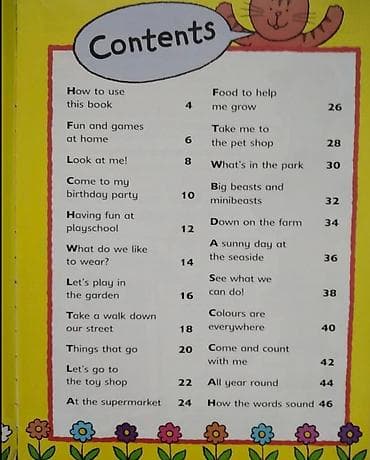 Contents
How to use
this book 4
Fun and games
at home 6
Look at me! 8
Come to my
birthday party 10
Having fun at
playschool 12
What do we like
to wear? 14
Let's play in
the garden 16
Take a walk down
our street 18
Things that go 20
Let's go to
the toy shop 22
At the supermarket 24
Food to help
me grow 26
Take me to
the pet shop 28
What's in the park 30
Big beasts and
minibeasts 32
Down on the farm 34
A sunny day at
the seaside 36
See what we
can do! 38
Colours are
everywhere 40
Come and count
with me 42
All year round 44
How the words sound 46